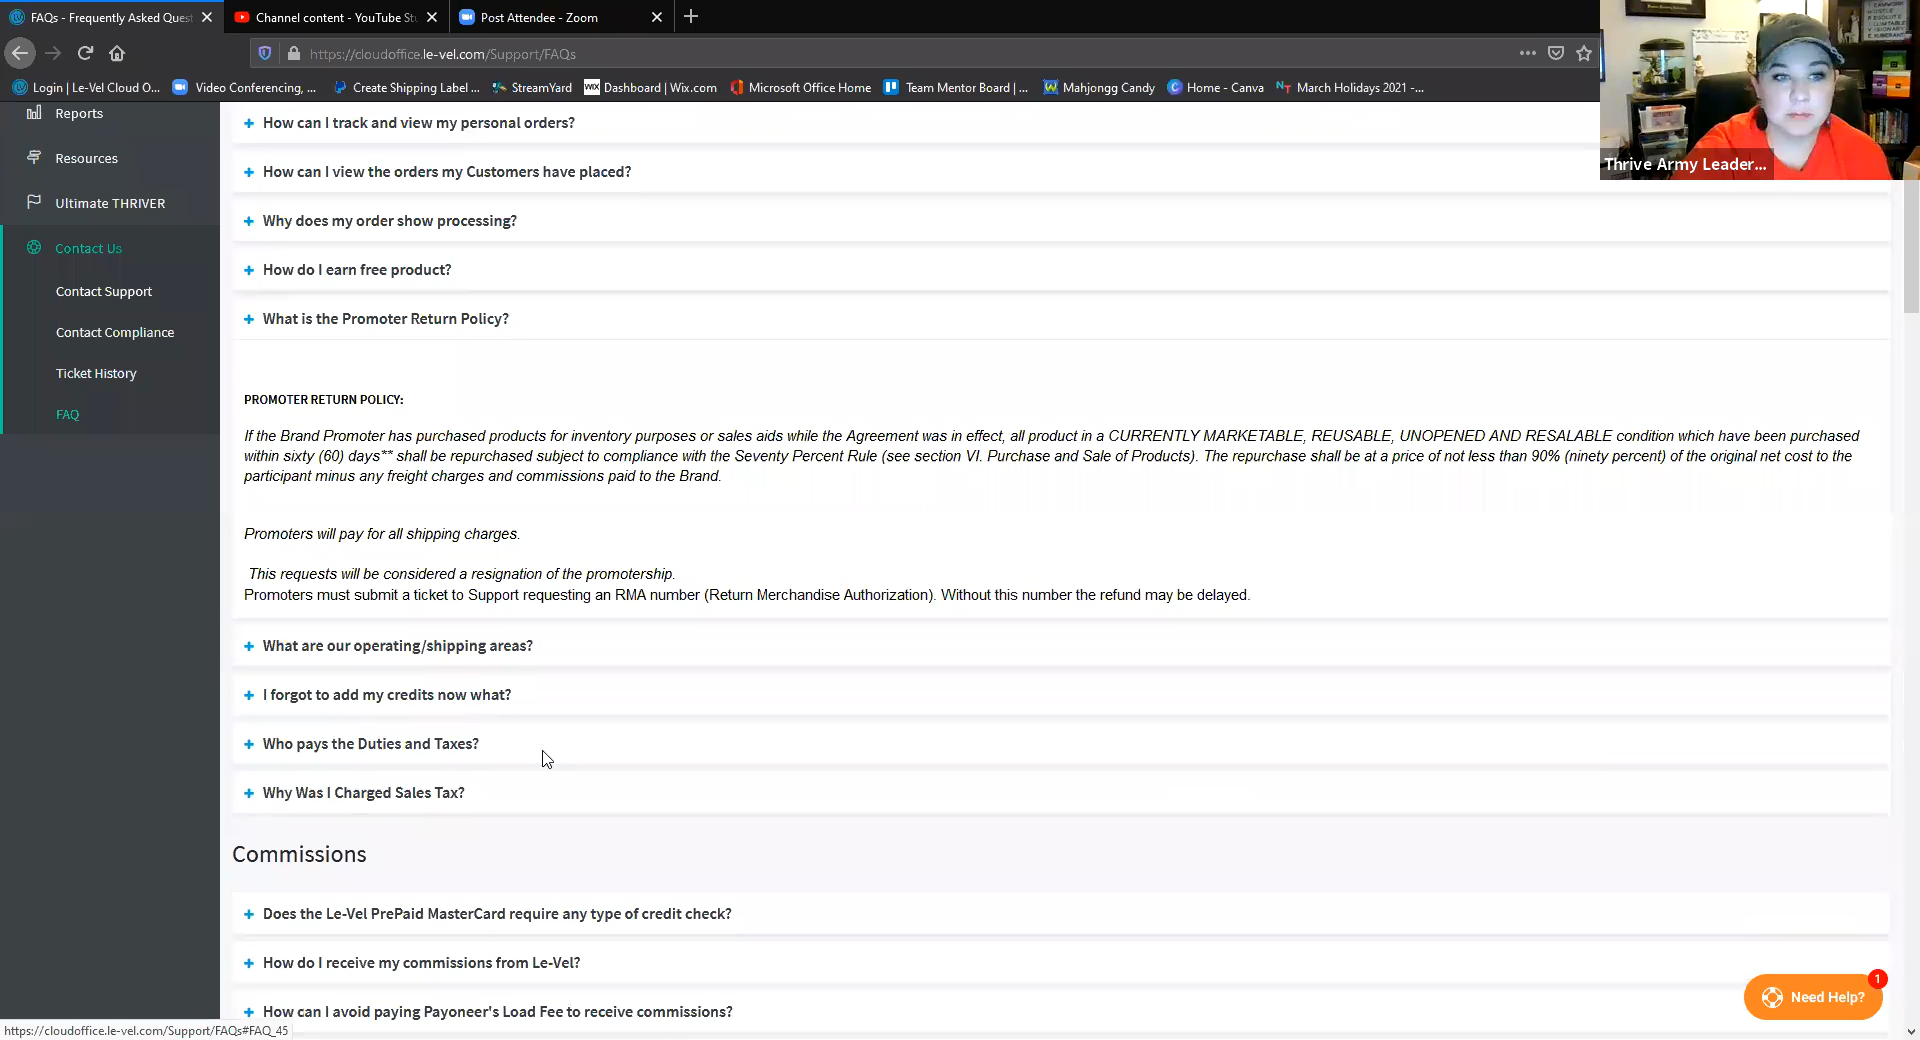 FAQs - Frequently Asked Quest
Channel content - YouTube St
Post Attendee - Zoom
https://cloudoffice.le-vel.com/Support/FAQs
Login | Le-Vel Cloud O...
Video Conferencing, ...
Create Shipping Label ...
StreamYard
WIX Dashboard | Wix.com
Microsoft Office Home
Team Mentor Board | ...
Mahjongg Candy
Home - Canva
March Holidays 2021 -...
Thrive Army Leader...
Reports
Resources
Ultimate THRIVER
Contact Us
Contact Support
Contact Compliance
Ticket History
FAQ
+ How can I track and view my personal orders?
+ How can I view the orders my Customers have placed?
+ Why does my order show processing?
+ How do I earn free product?
+ What is the Promoter Return Policy?
PROMOTER RETURN POLICY:
If the Brand Promoter has purchased products for inventory purposes or sales aids while the Agreement was in effect, all product in a CURRENTLY MARKETABLE, REUSABLE, UNOPENED AND RESALABLE condition which have been purchased
within sixty (60) days** shall be repurchased subject to compliance with the Seventy Percent Rule (see section VI. Purchase and Sale of Products). The repurchase shall be at a price of not less than 90% (ninety percent) of the original net cost to the
participant minus any freight charges and commissions paid to the Brand.
Promoters will pay for all shipping charges.
This requests will be considered a resignation of the promotership.
Promoters must submit a ticket to Support requesting an RMA number (Return Merchandise Authorization). Without this number the refund may be delayed.
+ What are our operating/shipping areas?
+ I forgot to add my credits now what?
+ Who pays the Duties and Taxes?
+ Why Was I Charged Sales Tax?
Commissions
+ Does the Le-Vel PrePaid MasterCard require any type of credit check?
+ How do I receive my commissions from Le-Vel?
+ How can I avoid paying Payoneer's Load Fee to receive commissions?
Need Help?
1
https://cloudoffice.le-vel.com/Support/FAQs#FAQ_45